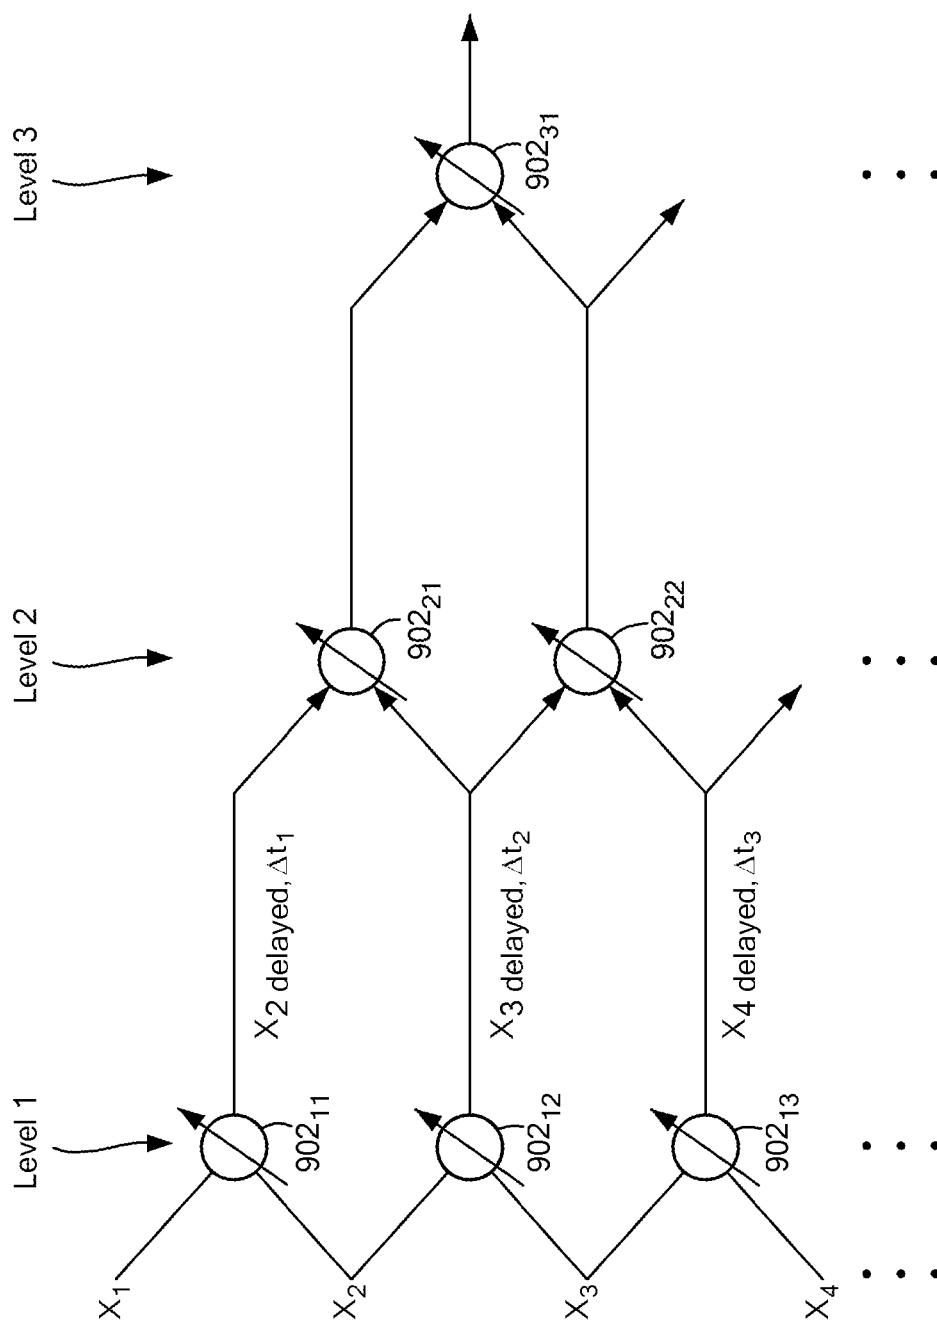 Level 1
Level 2
Level 3
X1
X2
X3
X4
90211
90212
90213
X2 delayed, Δt1
X3 delayed, Δt2
X4 delayed, Δt3
90221
90222
90231